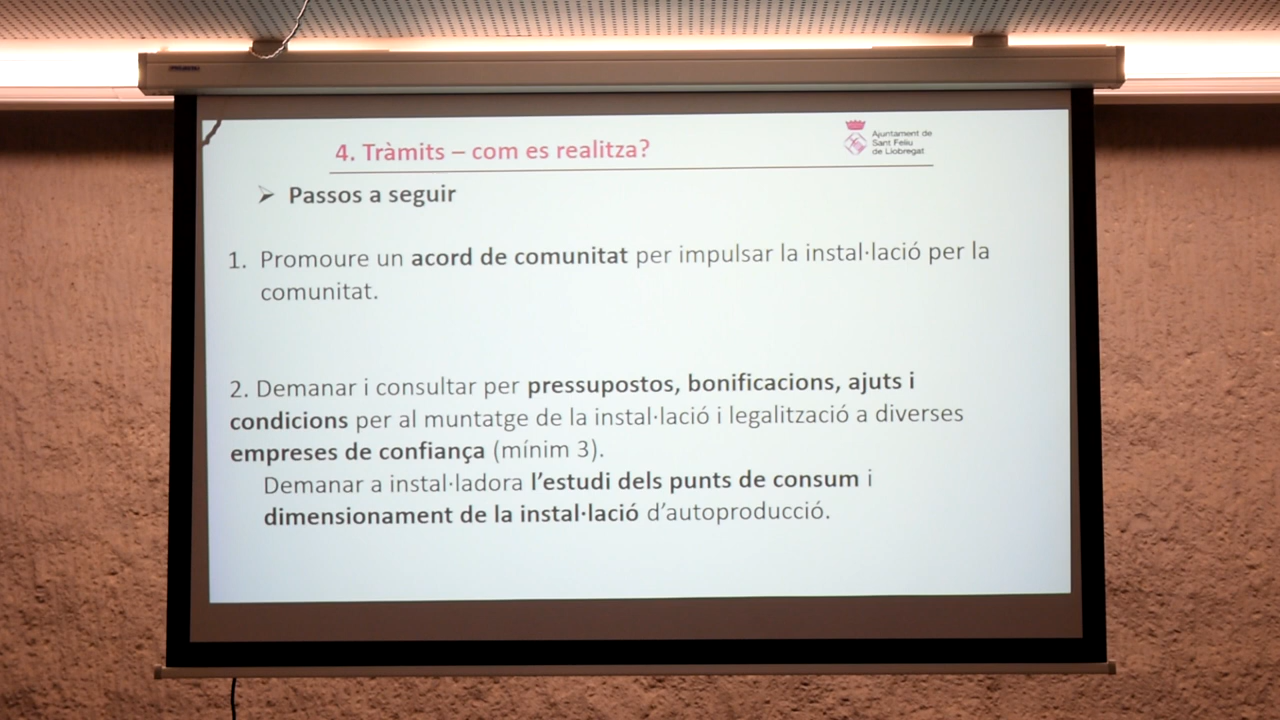 4. Tràmits – com es realitza?
Ajuntament de
Sant Feliu
de Llobregat
➢ Passos a seguir
1. Promoure un acord de comunitat per impulsar la instal·lació per la
comunitat.
2. Demanar i consultar per pressupostos, bonificacions, ajuts i
condicions per al muntatge de la instal·lació i legalització a diverses
empreses de confiança (mínim 3).
Demanar a instal·ladora l’estudi dels punts de consum i
dimensionament de la instal·lació d’autoproducció.